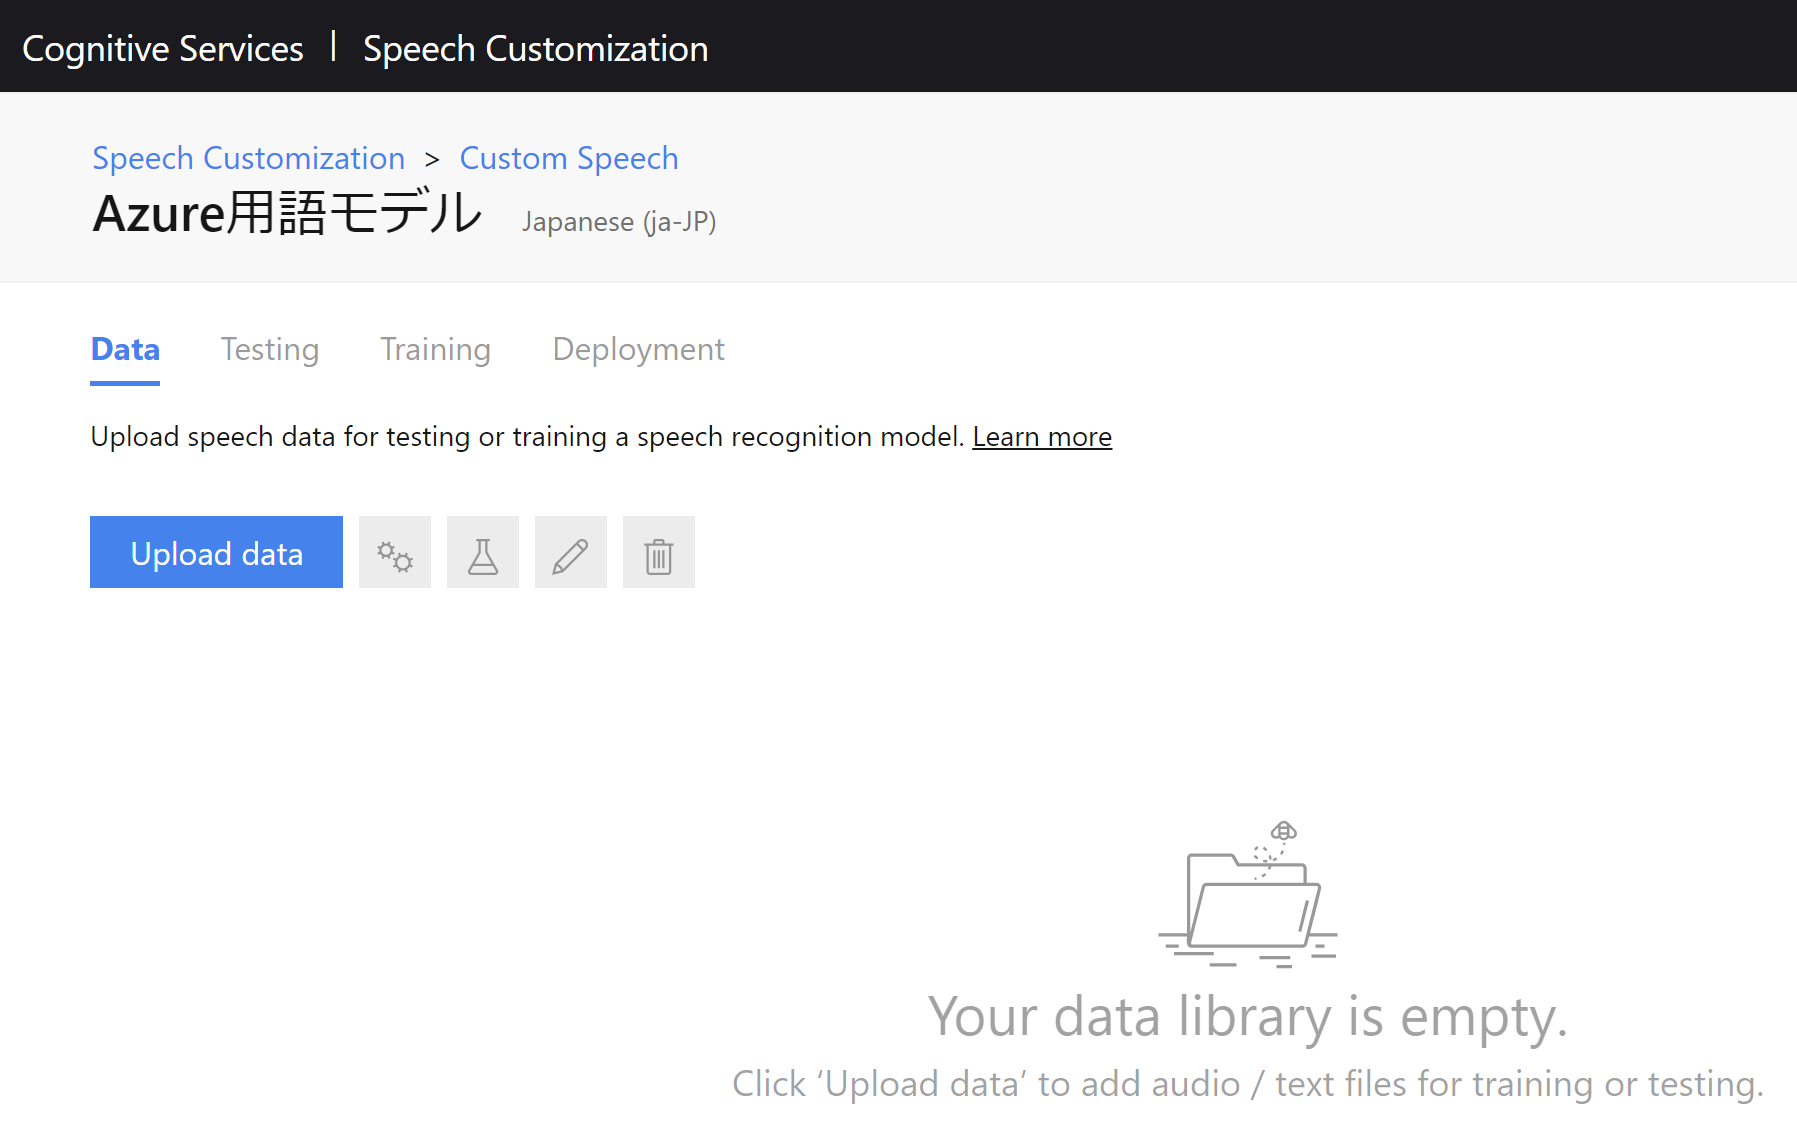 Cognitive Services | Speech Customization
Speech Customization > Custom Speech
Azure用語モデル Japanese (ja-JP)
Data Testing Training Deployment
Upload speech data for testing or training a speech recognition model. Learn more
Upload data
Your data library is empty.
Click ‘Upload data’ to add audio / text files for training or testing.